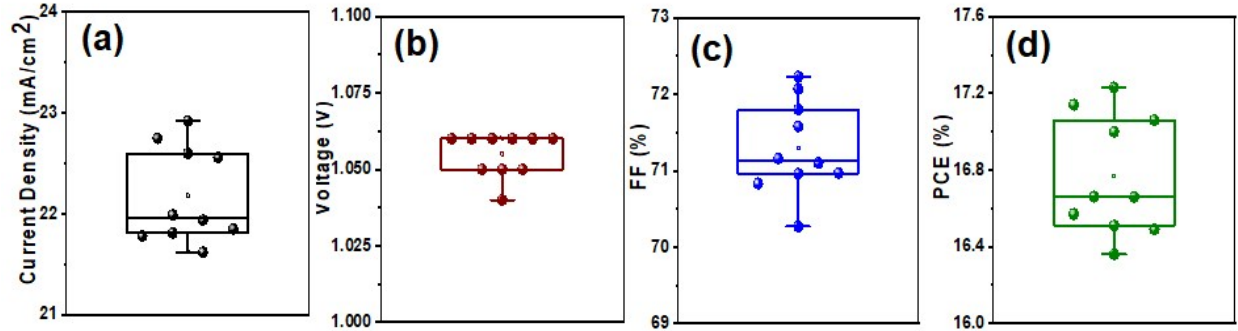 (a)
Current Density (mA/cm2)
24
23
22
21
(b)
Voltage (V)
1.100
1.075
1.050
1.025
1.000
(c)
FF (%)
73
72
71
70
69
(d)
PCE (%)
17.6
17.2
16.8
16.4
16.0